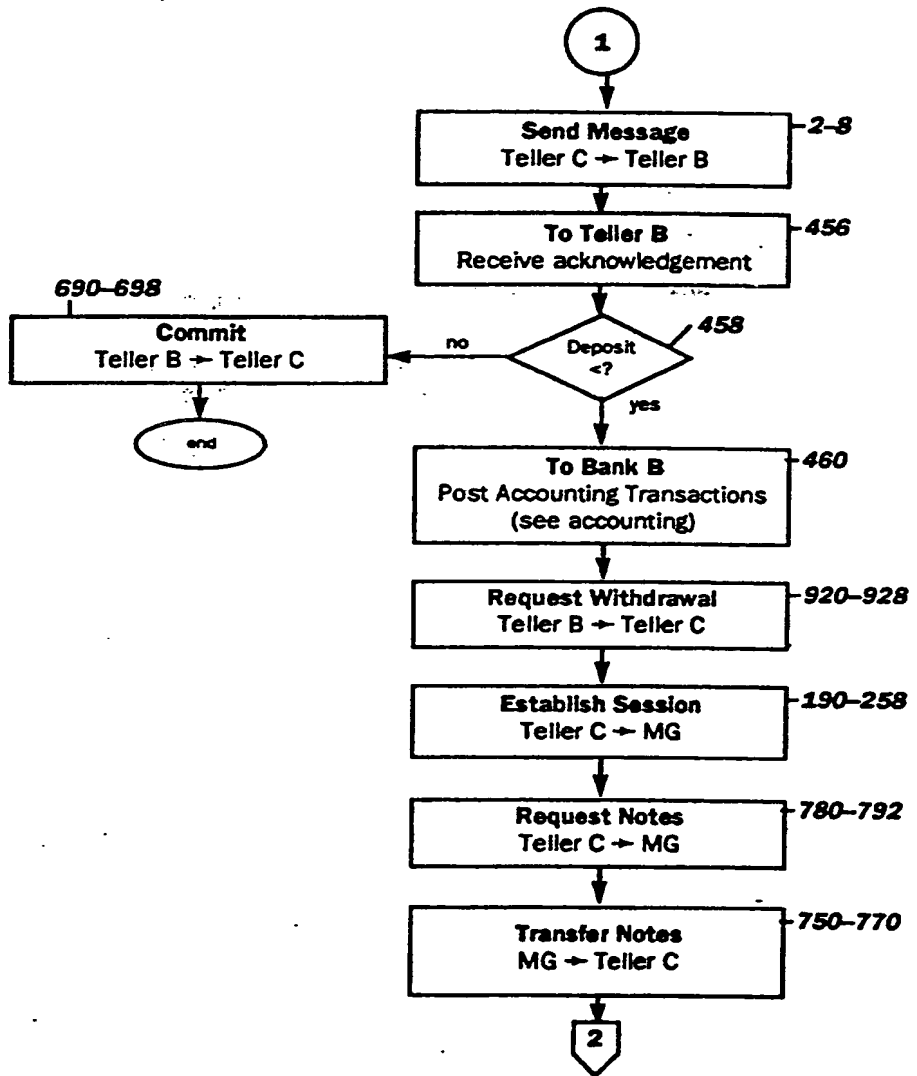 1
Send Message
Teller C → Teller B
2–8
To Teller B
Receive acknowledgement
456
690–698
Commit
Teller B → Teller C
end
no
Deposit
<?
458
yes
To Bank B
Post Accounting Transactions
(see accounting)
460
Request Withdrawal
Teller B → Teller C
920–928
Establish Session
Teller C → MG
190–258
Request Notes
Teller C → MG
780–792
Transfer Notes
MG → Teller C
750–770
2